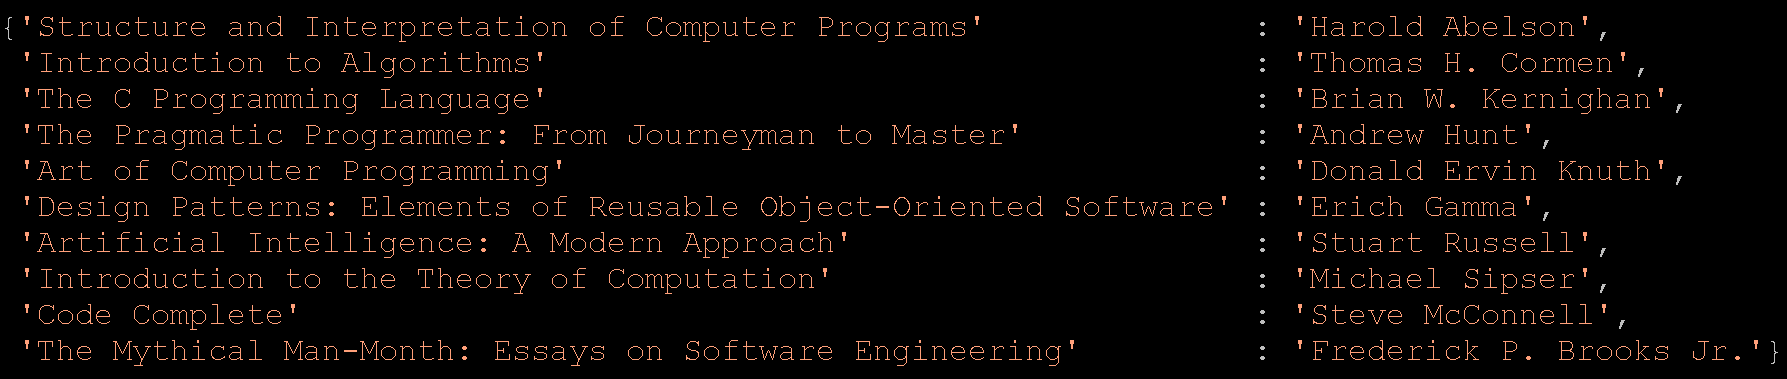 {'Structure and Interpretation of Computer Programs'               : 'Harold Abelson',
 'Introduction to Algorithms'                                      : 'Thomas H. Cormen',
 'The C Programming Language'                                      : 'Brian W. Kernighan',
 'The Pragmatic Programmer: From Journeyman to Master'             : 'Andrew Hunt',
 'Art of Computer Programming'                                     : 'Donald Ervin Knuth',
 'Design Patterns: Elements of Reusable Object-Oriented Software' : 'Erich Gamma',
 'Artificial Intelligence: A Modern Approach'                      : 'Stuart Russell',
 'Introduction to the Theory of Computation'                       : 'Michael Sipser',
 'Code Complete'                                                   : 'Steve McConnell',
 'The Mythical Man-Month: Essays on Software Engineering'          : 'Frederick P. Brooks Jr.'}